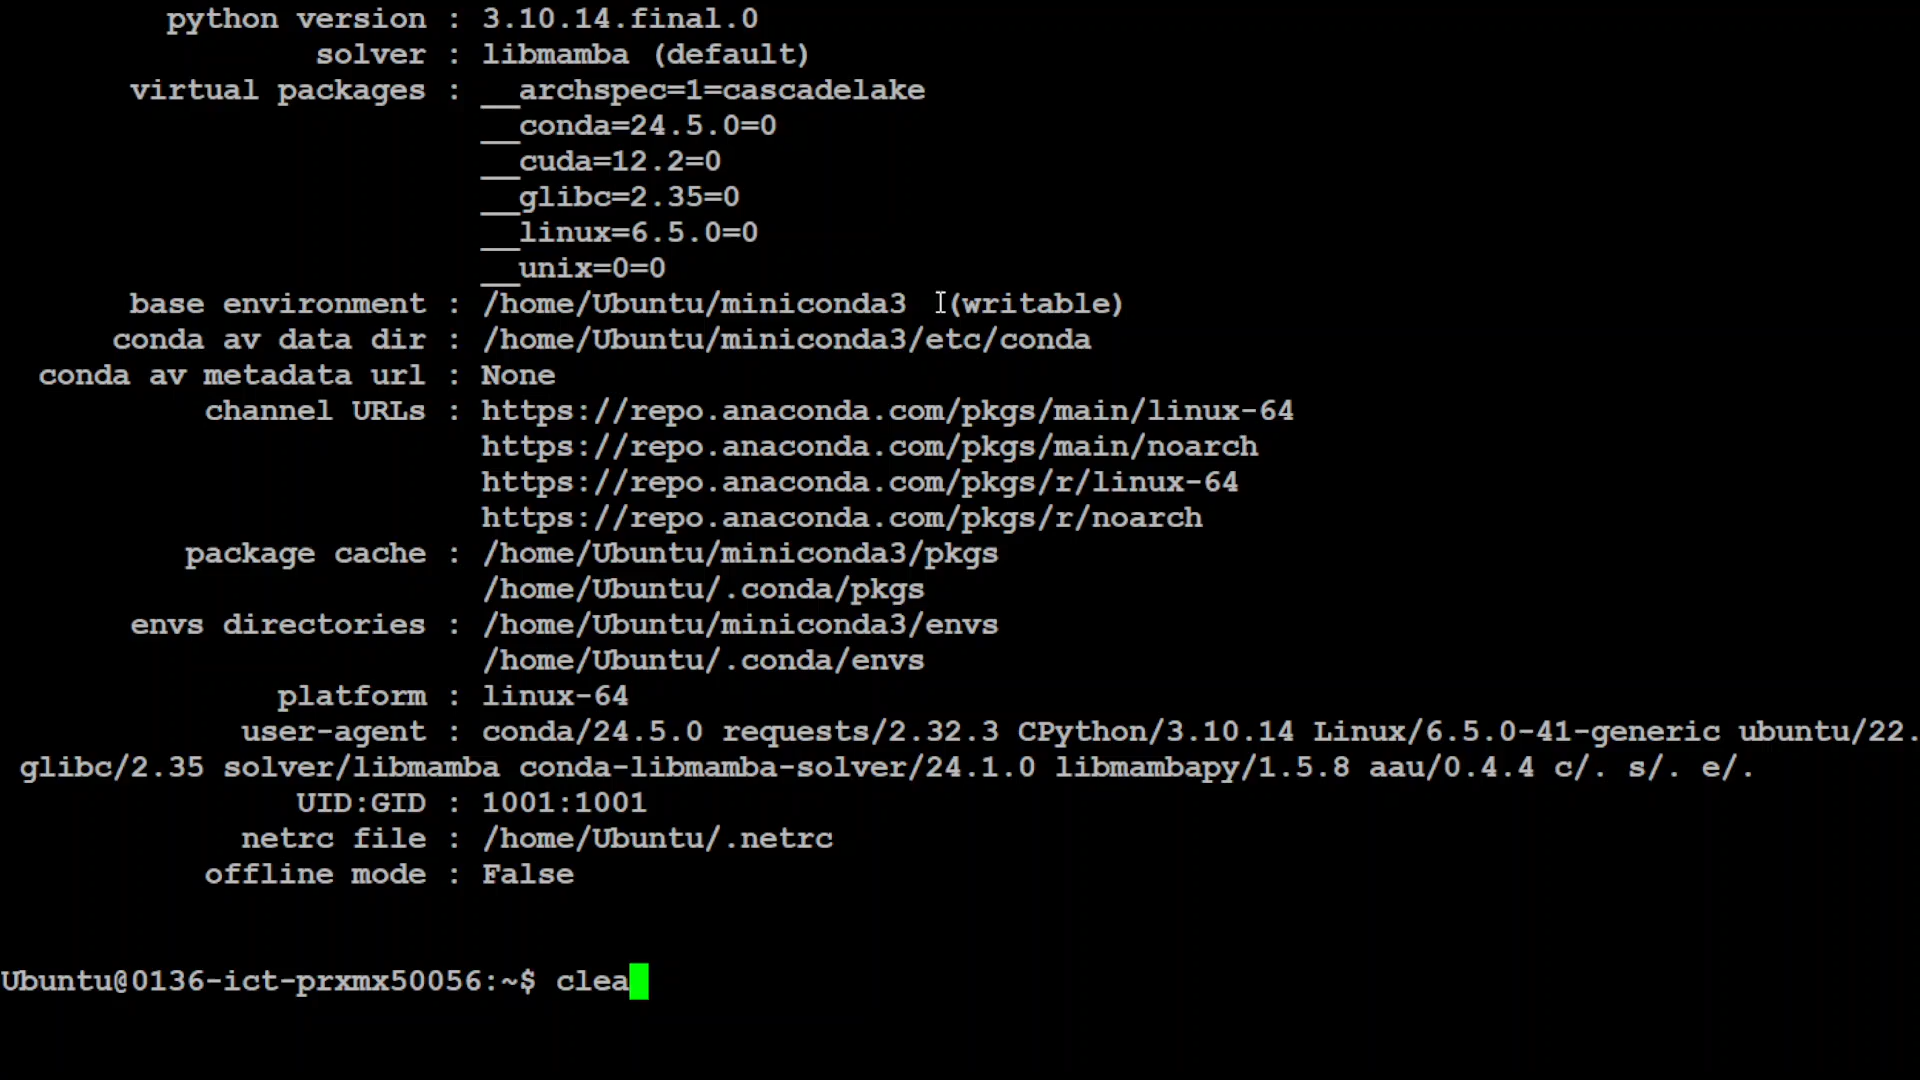 python version : 3.10.14.final.0
solver : libmamba (default)
virtual packages : __archspec=1=cascadelake
__conda=24.5.0=0
__cuda=12.2=0
__glibc=2.35=0
__linux=6.5.0=0
__unix=0=0
base environment : /home/Ubuntu/miniconda3 (writable)
conda av data dir : /home/Ubuntu/miniconda3/etc/conda
conda av metadata url : None
channel URLs : https://repo.anaconda.com/pkgs/main/linux-64
https://repo.anaconda.com/pkgs/main/noarch
https://repo.anaconda.com/pkgs/r/linux-64
https://repo.anaconda.com/pkgs/r/noarch
package cache : /home/Ubuntu/miniconda3/pkgs
/home/Ubuntu/.conda/pkgs
envs directories : /home/Ubuntu/miniconda3/envs
/home/Ubuntu/.conda/envs
platform : linux-64
user-agent : conda/24.5.0 requests/2.32.3 CPython/3.10.14 Linux/6.5.0-41-generic ubuntu/22.
glibc/2.35 solver/libmamba conda-libmamba-solver/24.1.0 libmambapy/1.5.8 aau/0.4.4 c/. s/. e/.
UID:GID : 1001:1001
netrc file : /home/Ubuntu/.netrc
offline mode : False
Ubuntu@0136-ict-prxmx50056:~$ clea